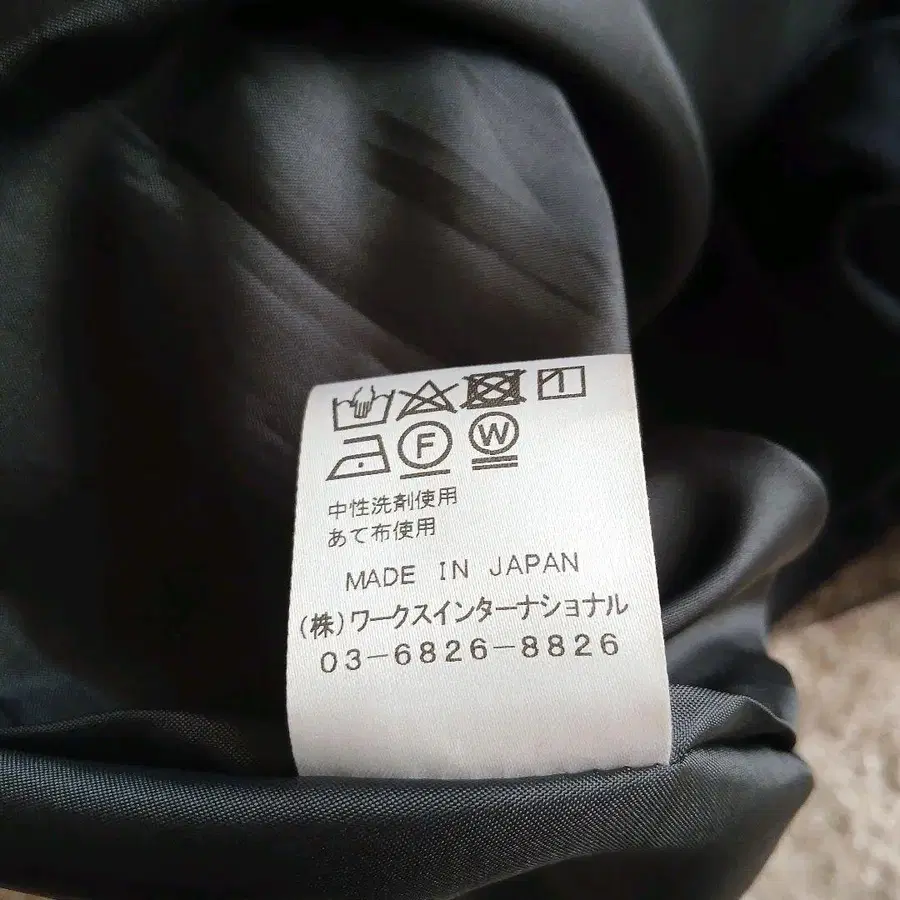 F W
中性洗剤使用
あて布使用
MADE IN JAPAN
(株)ワークスインターナショナル
03-6826-8826